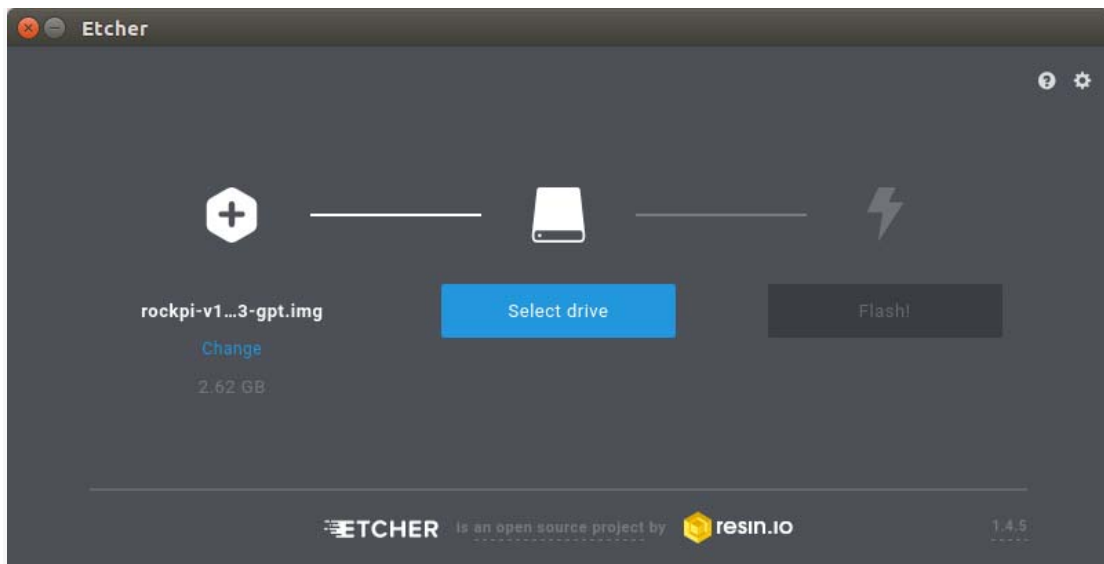 Etcher
rockpi-v1...3-gpt.img
Change
2.62 GB
Select drive
Flash!
ETCHER is an open source project by resin.io
1.4.5